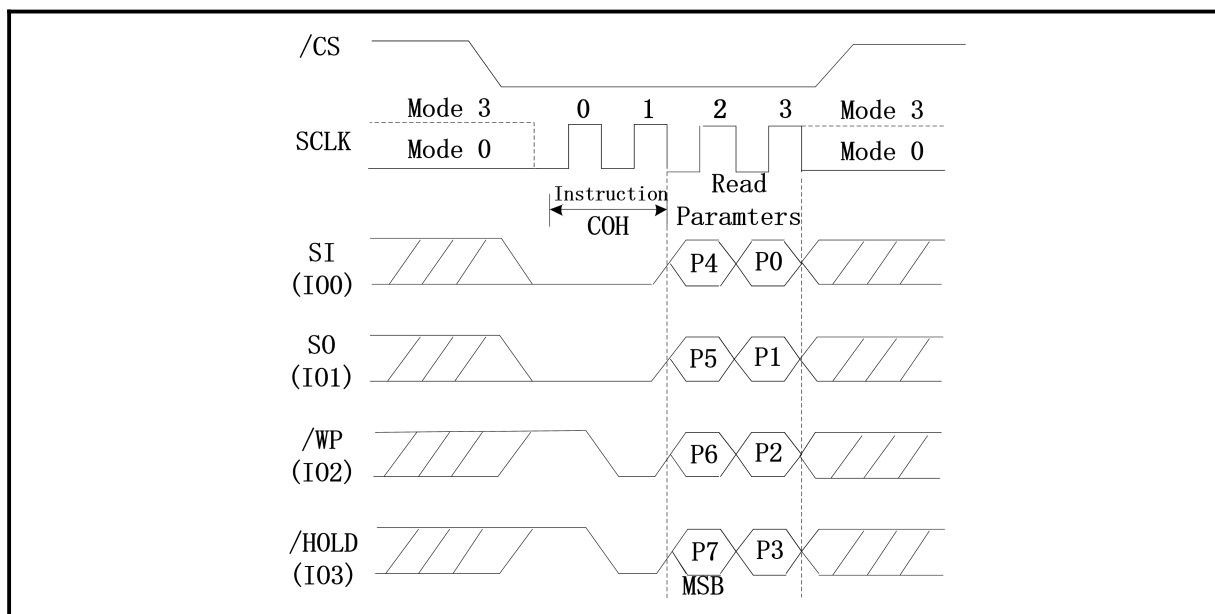 /CS
Mode 3 0 1 2 3 Mode 3
SCLK
Mode 0 Mode 0
Instruction Read
COH Paramters
SI
(IO0)
P4 P0
SO
(IO1)
P5 P1
/WP
(IO2)
P6 P2
/HOLD
(IO3)
P7 P3
MSB